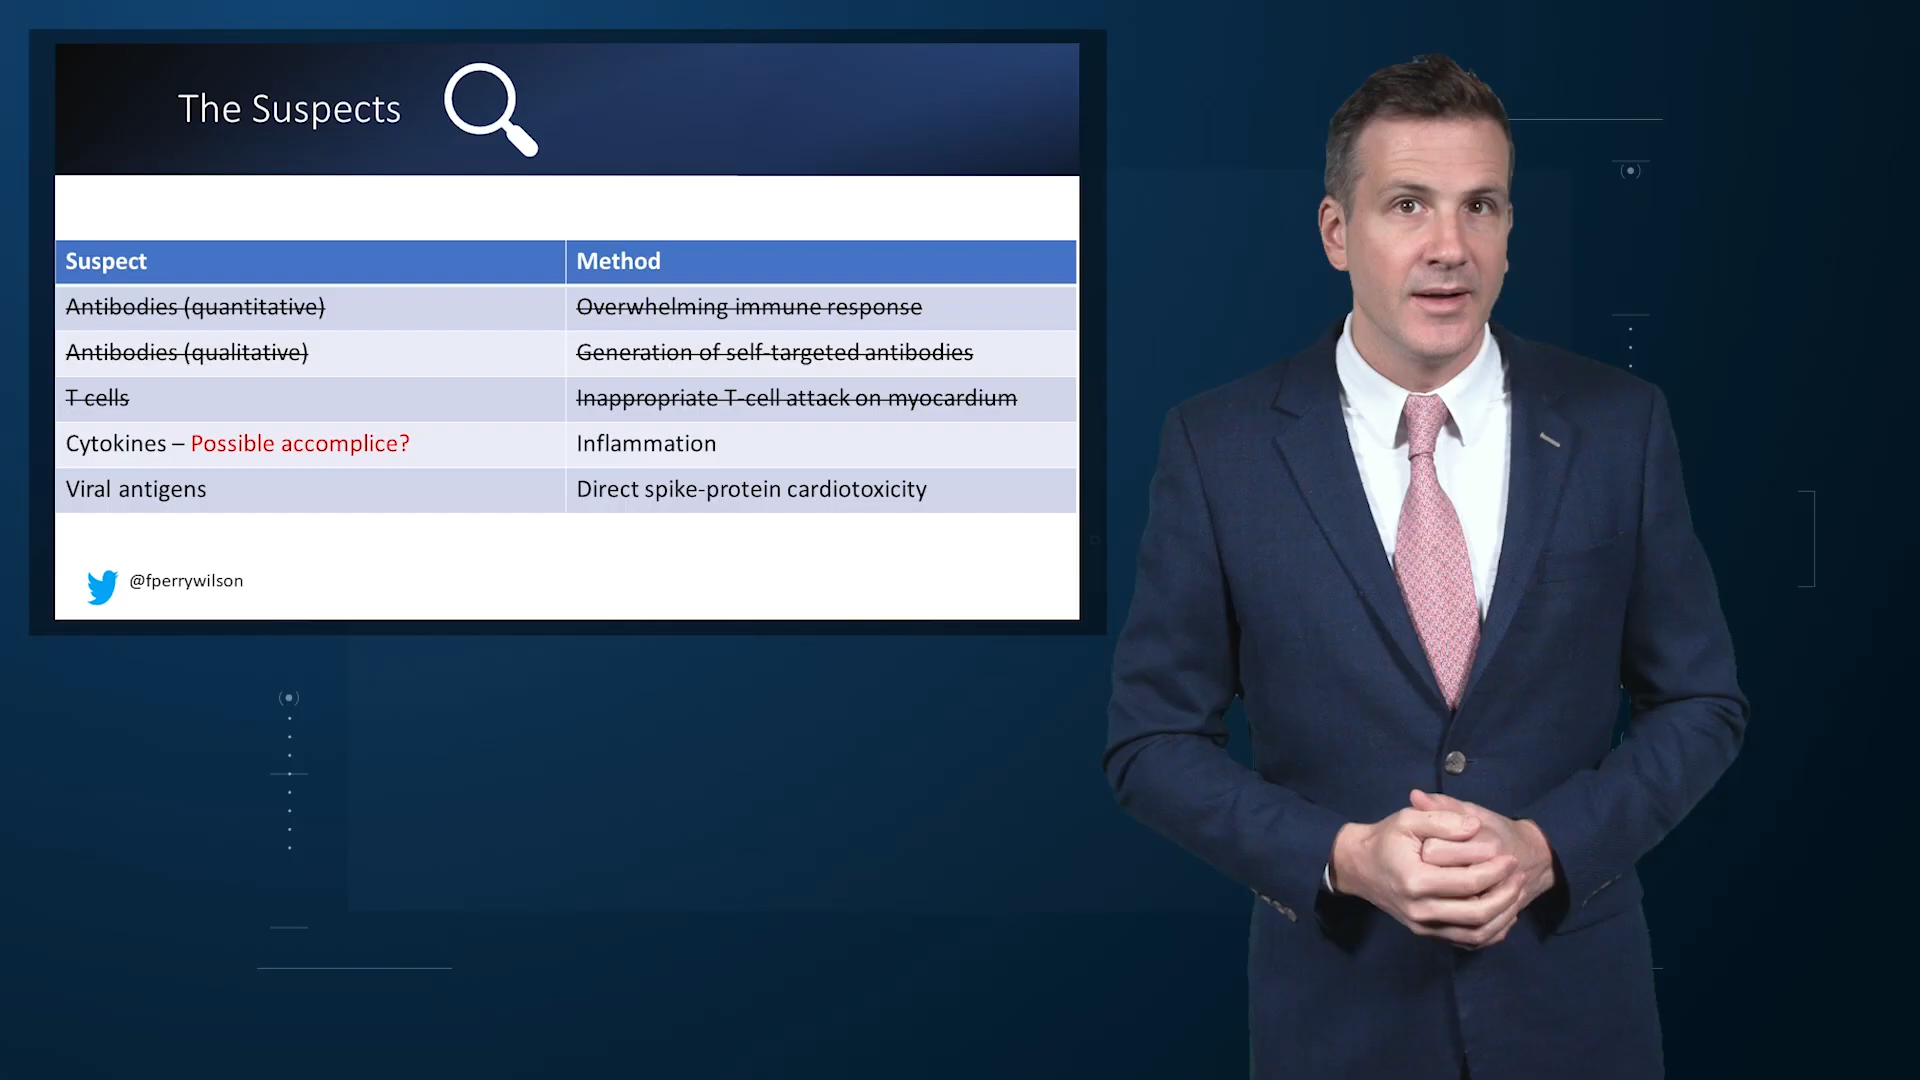 The Suspects
Suspect Method
Antibodies (quantitative) Overwhelming immune response
Antibodies (qualitative) Generation of self-targeted antibodies
T cells Inappropriate T-cell attack on myocardium
Cytokines – Possible accomplice? Inflammation
Viral antigens Direct spike-protein cardiotoxicity
@fperrywilson